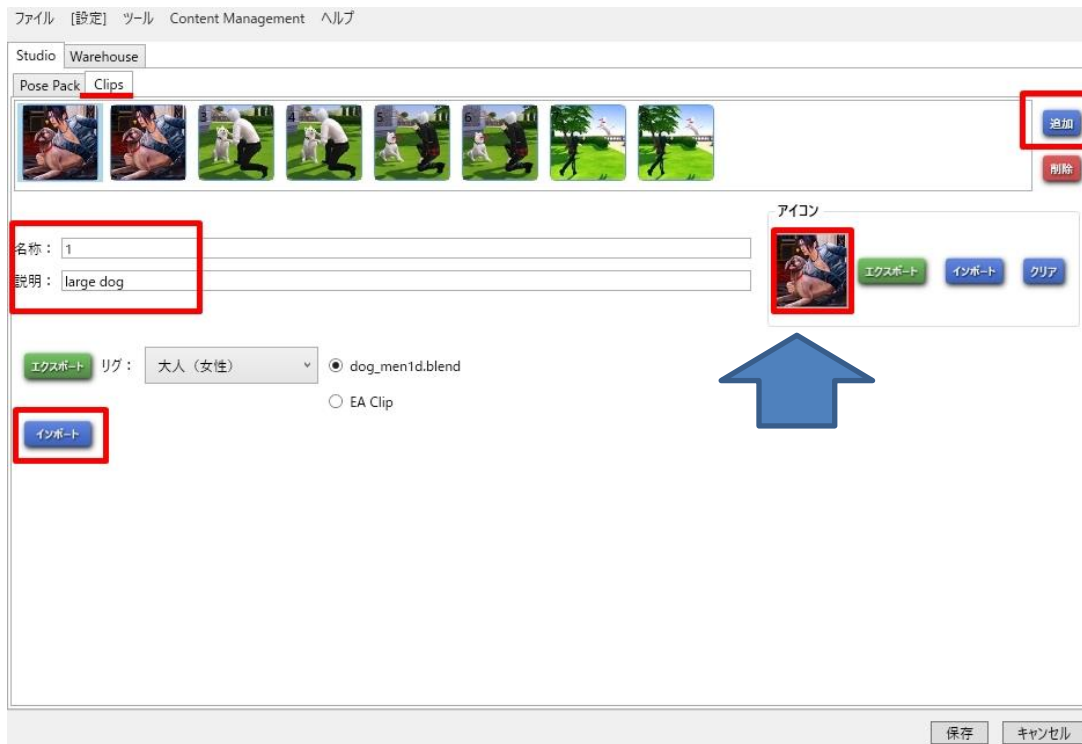 ファイル [設定] ツール Content Management ヘルプ
Studio Warehouse
Pose Pack Clips
3 4 5 6
追加
削除
アイコン
名称： 1
説明： large dog
エクスポート インポート クリア
エクスポート リグ： 大人（女性） dog_men1d.blend
EA Clip
インポート
保存 キャンセル